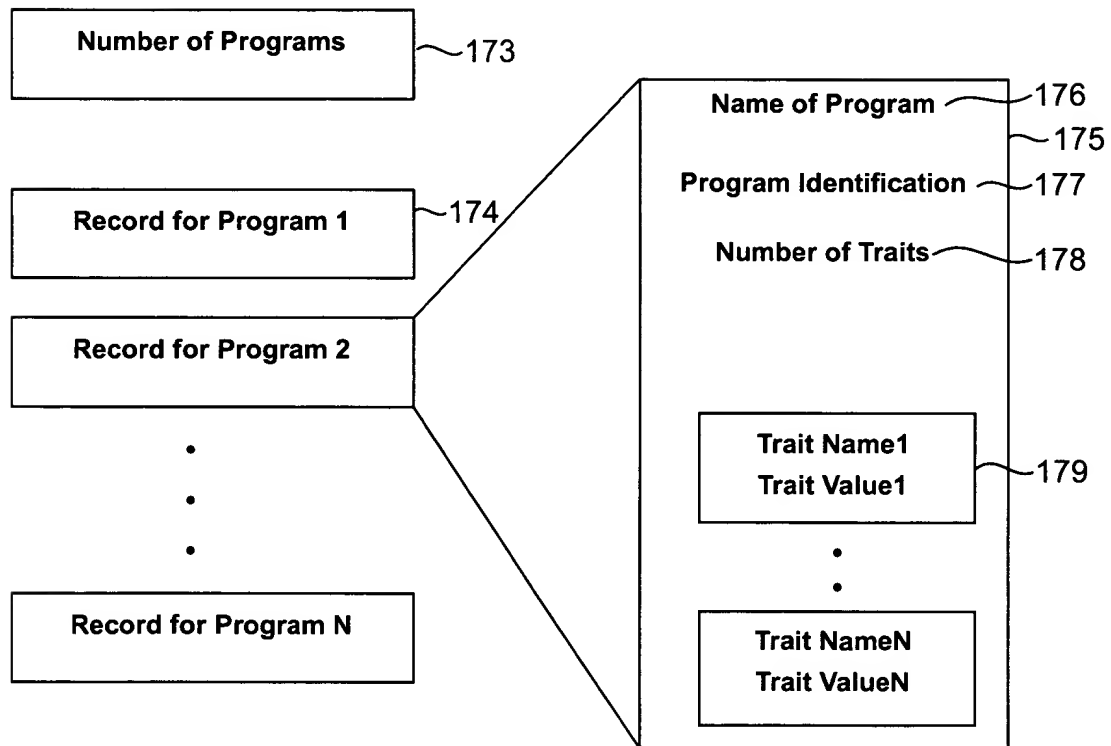 Number of Programs
173
Record for Program 1
174
Record for Program 2
Record for Program N
Name of Program
176
175
Program Identification
177
Number of Traits
178
Trait Name1
Trait Value1
179
Trait NameN
Trait ValueN